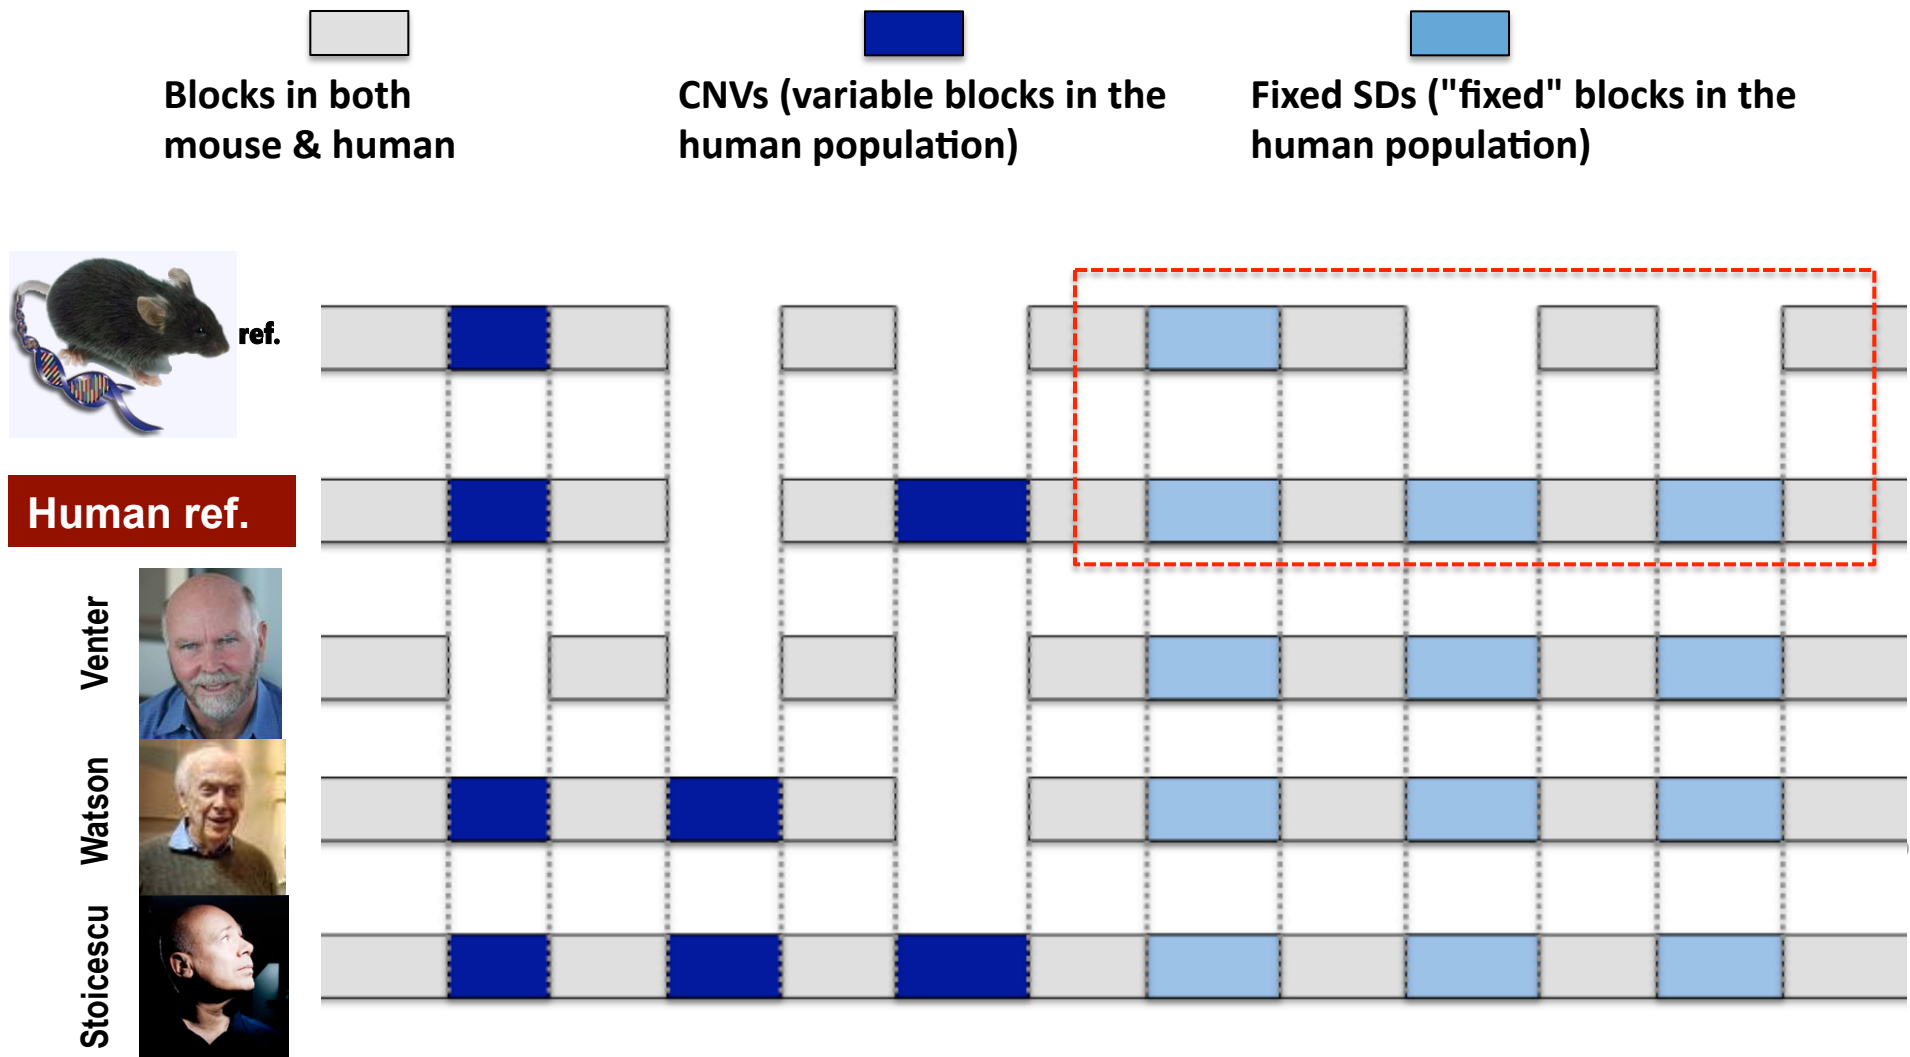 Blocks in both
mouse & human
CNVs (variable blocks in the
human population)
Fixed SDs ("fixed" blocks in the
human population)
ref.
Human ref.
Venter
Watson
Stoicescu